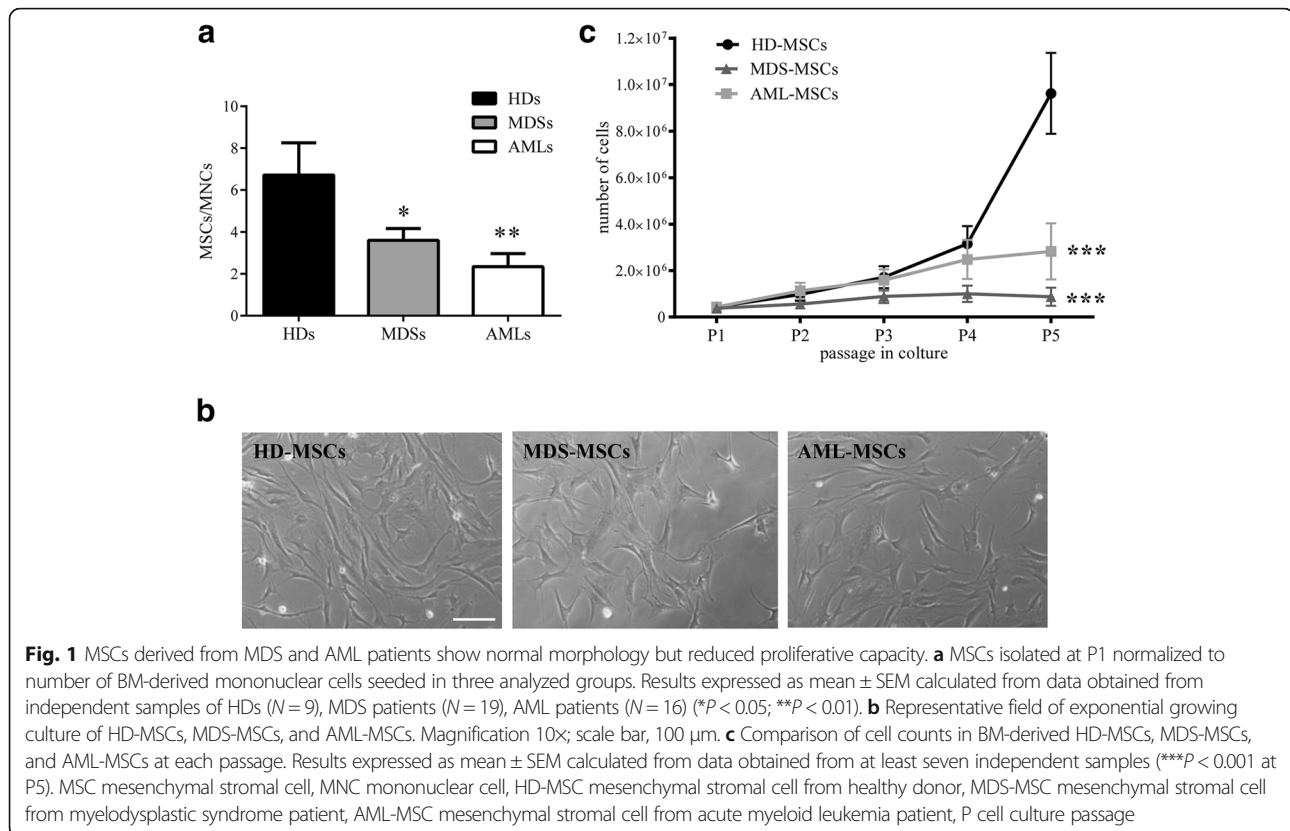 a
HDs
MDSs
AMLs
10
8
6
4
2
0
MSCs/MNCs
*
**
HDs
MDSs
AMLs
c
HD-MSCs
MDS-MSCs
AML-MSCs
1.2×10⁷
1.0×10⁷
8.0×10⁶
6.0×10⁶
4.0×10⁶
2.0×10⁶
0
number of cells
***
***
P1 P2 P3 P4 P5
passage in colture
b
HD-MSCs
MDS-MSCs
AML-MSCs
Fig. 1 MSCs derived from MDS and AML patients show normal morphology but reduced proliferative capacity. a MSCs isolated at P1 normalized to
number of BM-derived mononuclear cells seeded in three analyzed groups. Results expressed as mean ± SEM calculated from data obtained from
independent samples of HDs (N = 9), MDS patients (N = 19), AML patients (N = 16) (*P < 0.05; **P < 0.01). b Representative field of exponential growing
culture of HD-MSCs, MDS-MSCs, and AML-MSCs. Magnification 10×; scale bar, 100 μm. c Comparison of cell counts in BM-derived HD-MSCs, MDS-MSCs,
and AML-MSCs at each passage. Results expressed as mean ± SEM calculated from data obtained from at least seven independent samples (***P < 0.001 at
P5). MSC mesenchymal stromal cell, MNC mononuclear cell, HD-MSC mesenchymal stromal cell from healthy donor, MDS-MSC mesenchymal stromal cell
from myelodysplastic syndrome patient, AML-MSC mesenchymal stromal cell from acute myeloid leukemia patient, P cell culture passage